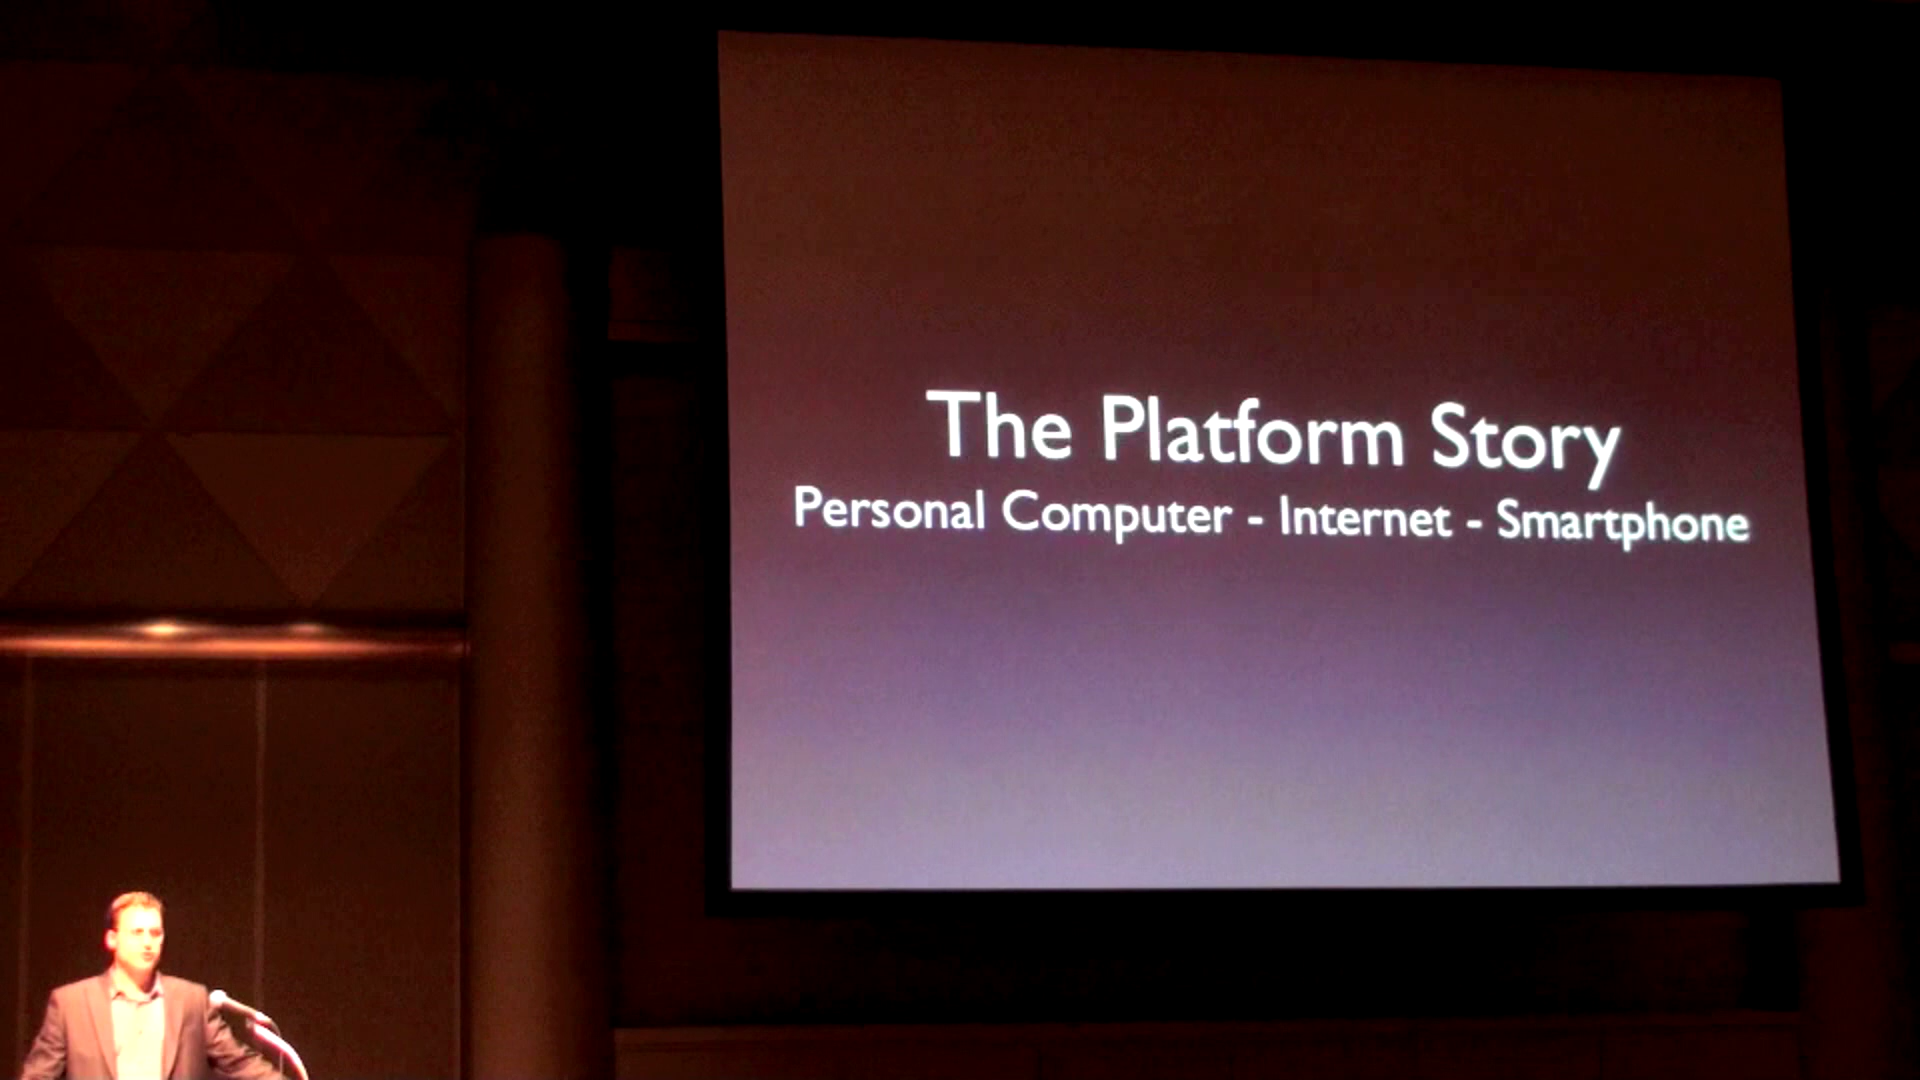 The Platform Story
Personal Computer - Internet - Smartphone